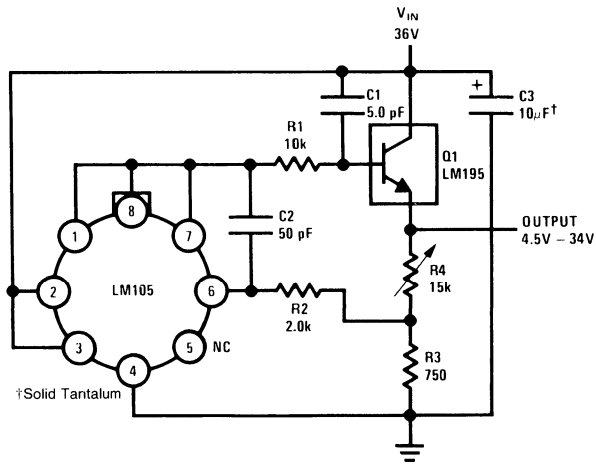 V_IN
36V
C1
5.0 pF
C3
10μF†
R1
10k
Q1
LM195
8
1
7
C2
50 pF
OUTPUT
4.5V – 34V
LM105
2
6
R4
15k
R2
2.0k
3
5
NC
4
R3
750
†Solid Tantalum
+